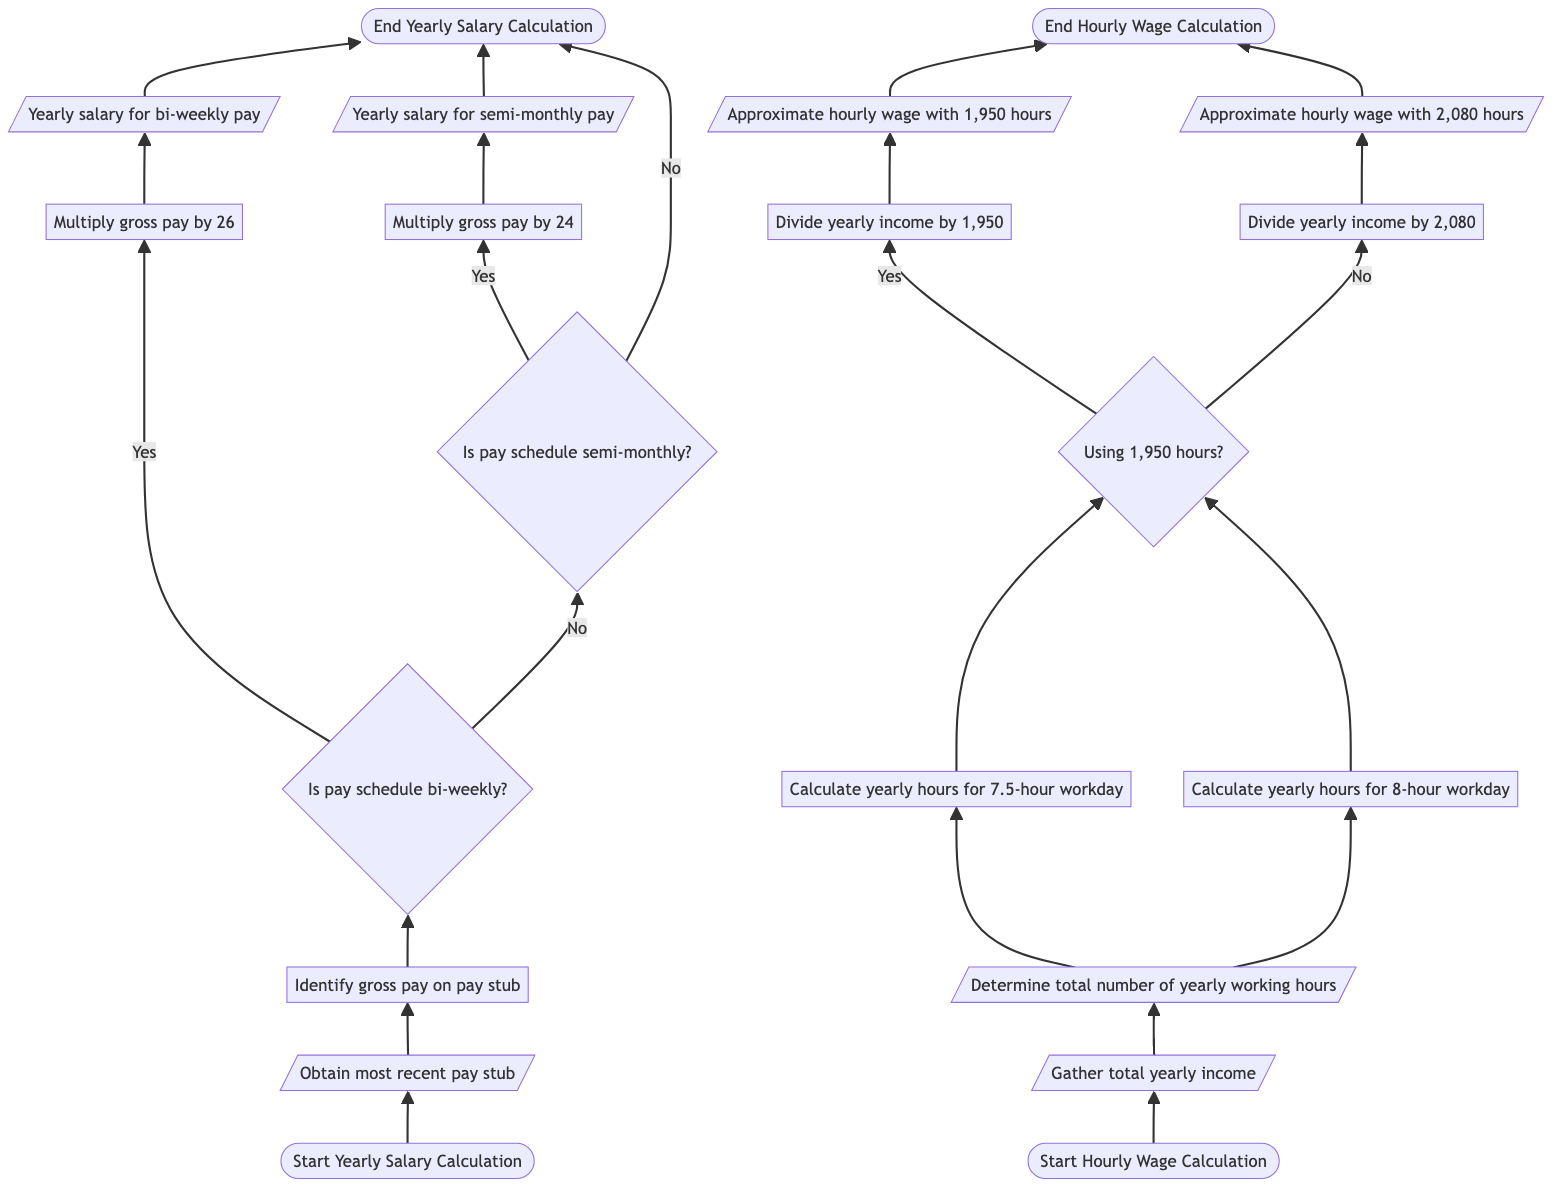 End Yearly Salary Calculation
End Hourly Wage Calculation
Yearly salary for bi-weekly pay
Yearly salary for semi-monthly pay
Approximate hourly wage with 1,950 hours
Approximate hourly wage with 2,080 hours
No
Multiply gross pay by 26
Multiply gross pay by 24
Divide yearly income by 1,950
Divide yearly income by 2,080
Yes
Yes
No
Yes
Is pay schedule semi-monthly?
Using 1,950 hours?
No
Is pay schedule bi-weekly?
Calculate yearly hours for 7.5-hour workday
Calculate yearly hours for 8-hour workday
Identify gross pay on pay stub
Determine total number of yearly working hours
Obtain most recent pay stub
Gather total yearly income
Start Yearly Salary Calculation
Start Hourly Wage Calculation